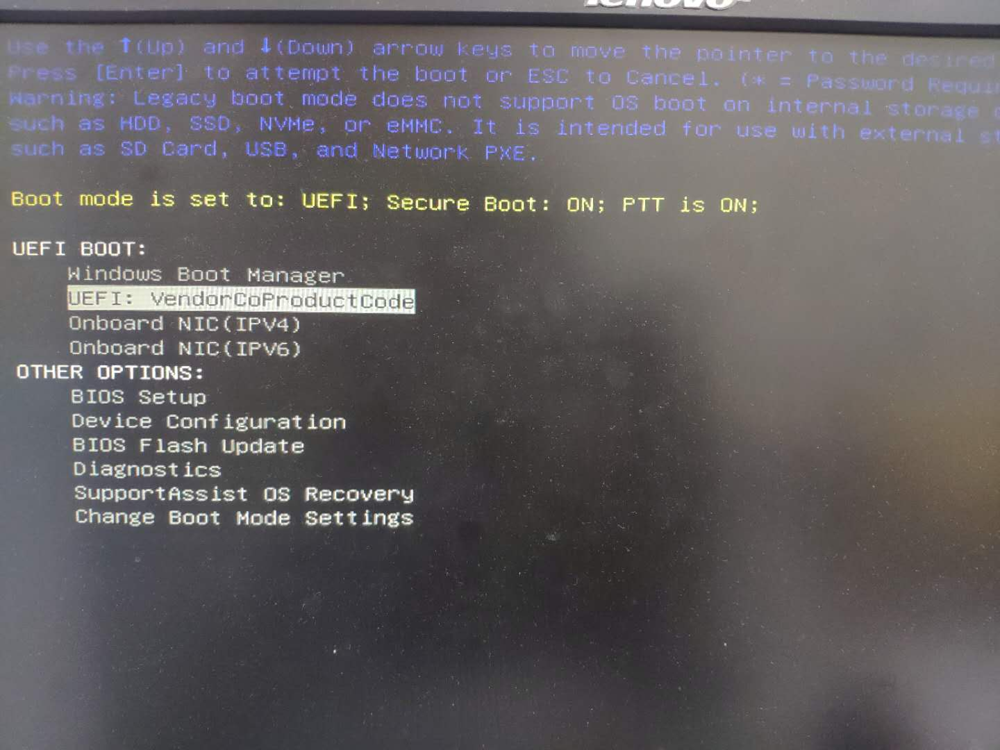 lenovo
Use the ↑(Up) and ↓(Down) arrow keys to move the pointer to the desired
Press [Enter] to attempt the boot or ESC to Cancel. (* = Password
Warning: Legacy boot mode does not support OS boot on internal storage
such as HDD, SSD, NVMe, or eMMC. It is intended for use with external
such as SD Card, USB, and Network PXE.
Boot mode is set to: UEFI; Secure Boot: ON; PTT is ON;
UEFI BOOT:
Windows Boot Manager
UEFI: VendorCoProductCode
Onboard NIC(IPV4)
Onboard NIC(IPV6)
OTHER OPTIONS:
BIOS Setup
Device Configuration
BIOS Flash Update
Diagnostics
SupportAssist OS Recovery
Change Boot Mode Settings